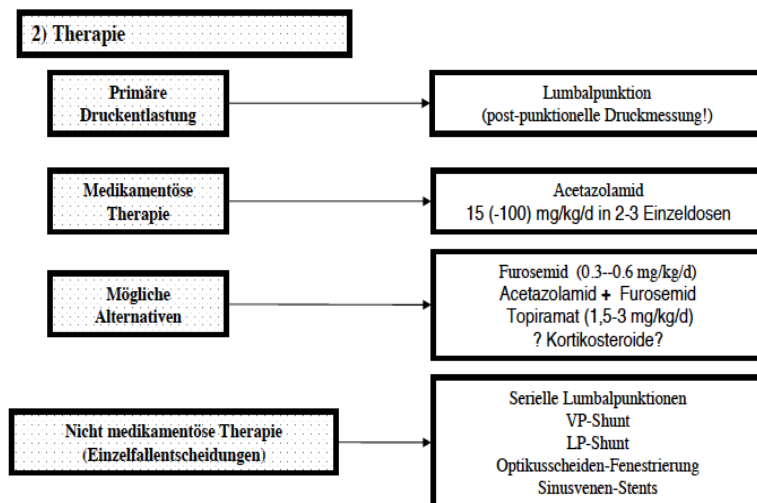 2) Therapie
Primäre
Druckentlastung
Lumbalpunktion
(post-punktionelle Druckmessung!)
Medikamentöse
Therapie
Acetazolamid
15 (-100) mg/kg/d in 2-3 Einzeldosen
Mögliche
Alternativen
Furosemid (0.3--0.6 mg/kg/d)
Acetazolamid + Furosemid
Topiramat (1,5-3 mg/kg/d)
? Kortikosteroide?
Nicht medikamentöse Therapie
(Einzelfallentscheidungen)
Serielle Lumbalpunktionen
VP-Shunt
LP-Shunt
Optikusscheiden-Fenestrierung
Sinusvenen-Stents